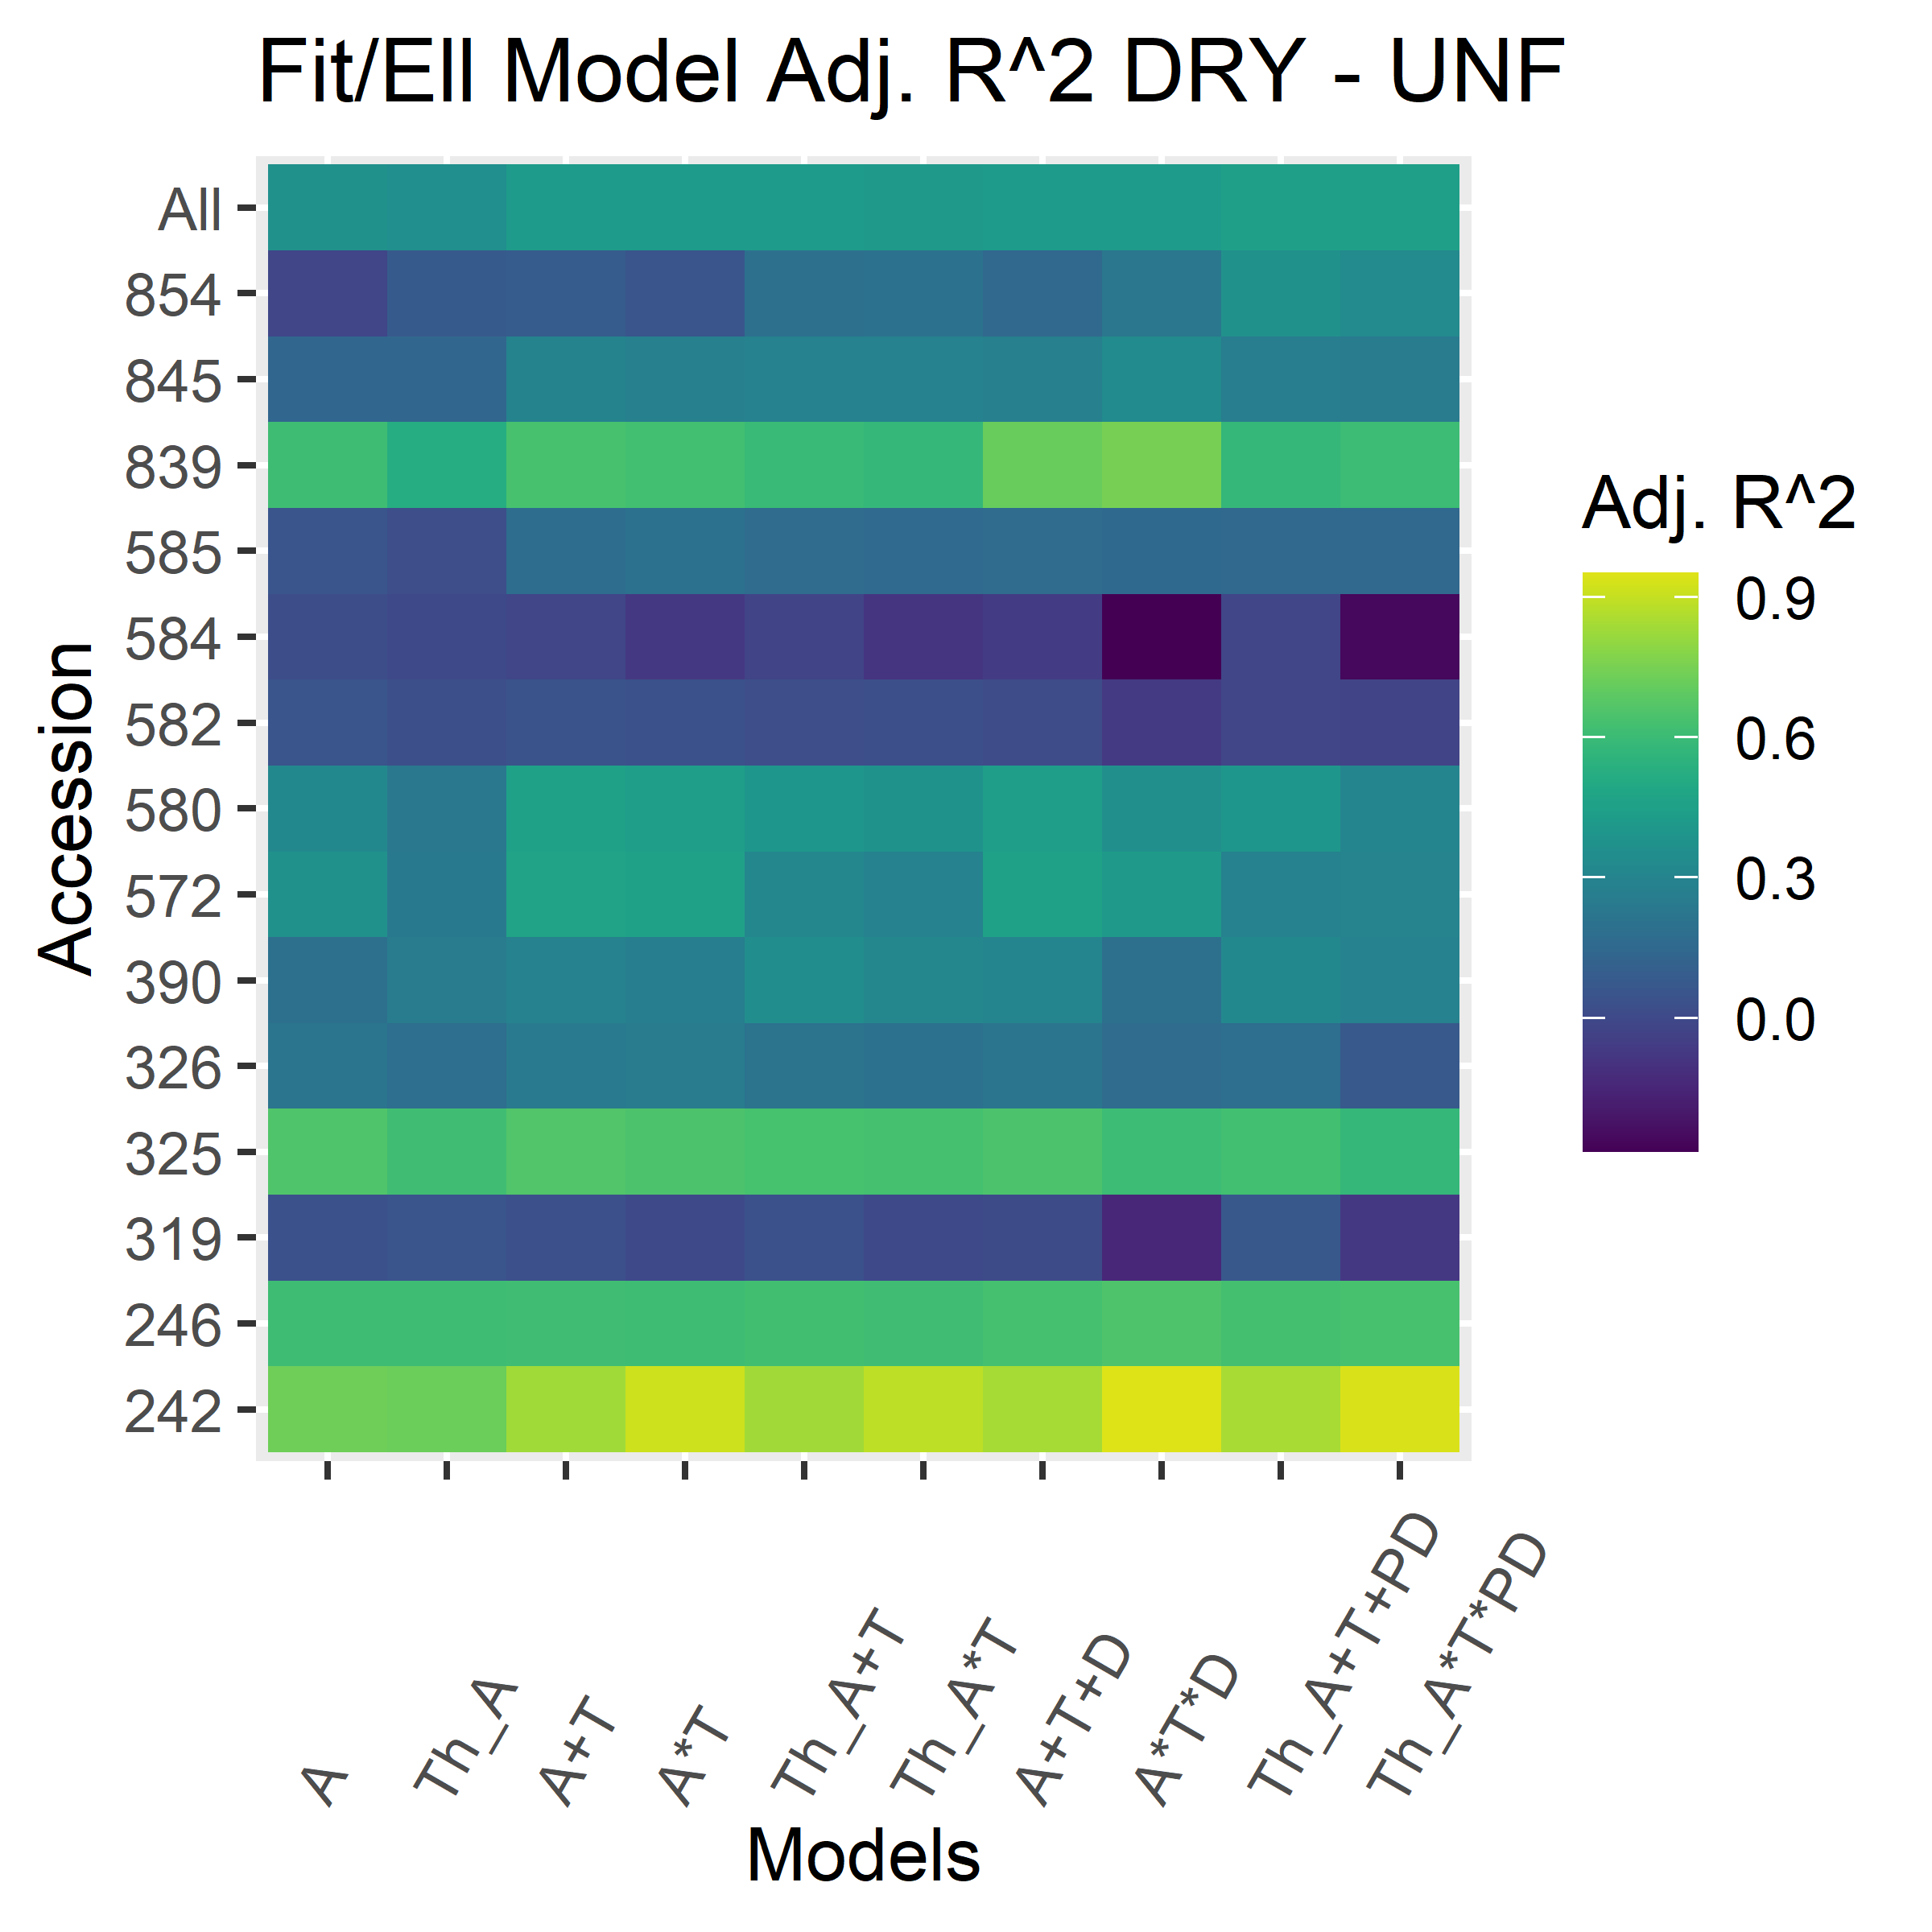 Fit/Ell Model Adj. R^2 DRY - UNF
Accession
All
854
845
839
585
584
582
580
572
390
326
325
319
246
242
A
Th_A
A+T
A*T
Th_A+T
Th_A*T
A+T+D
A*T*D
Th_A+T+PD
Th_A*T*PD
Models
Adj. R^2
0.9
0.6
0.3
0.0